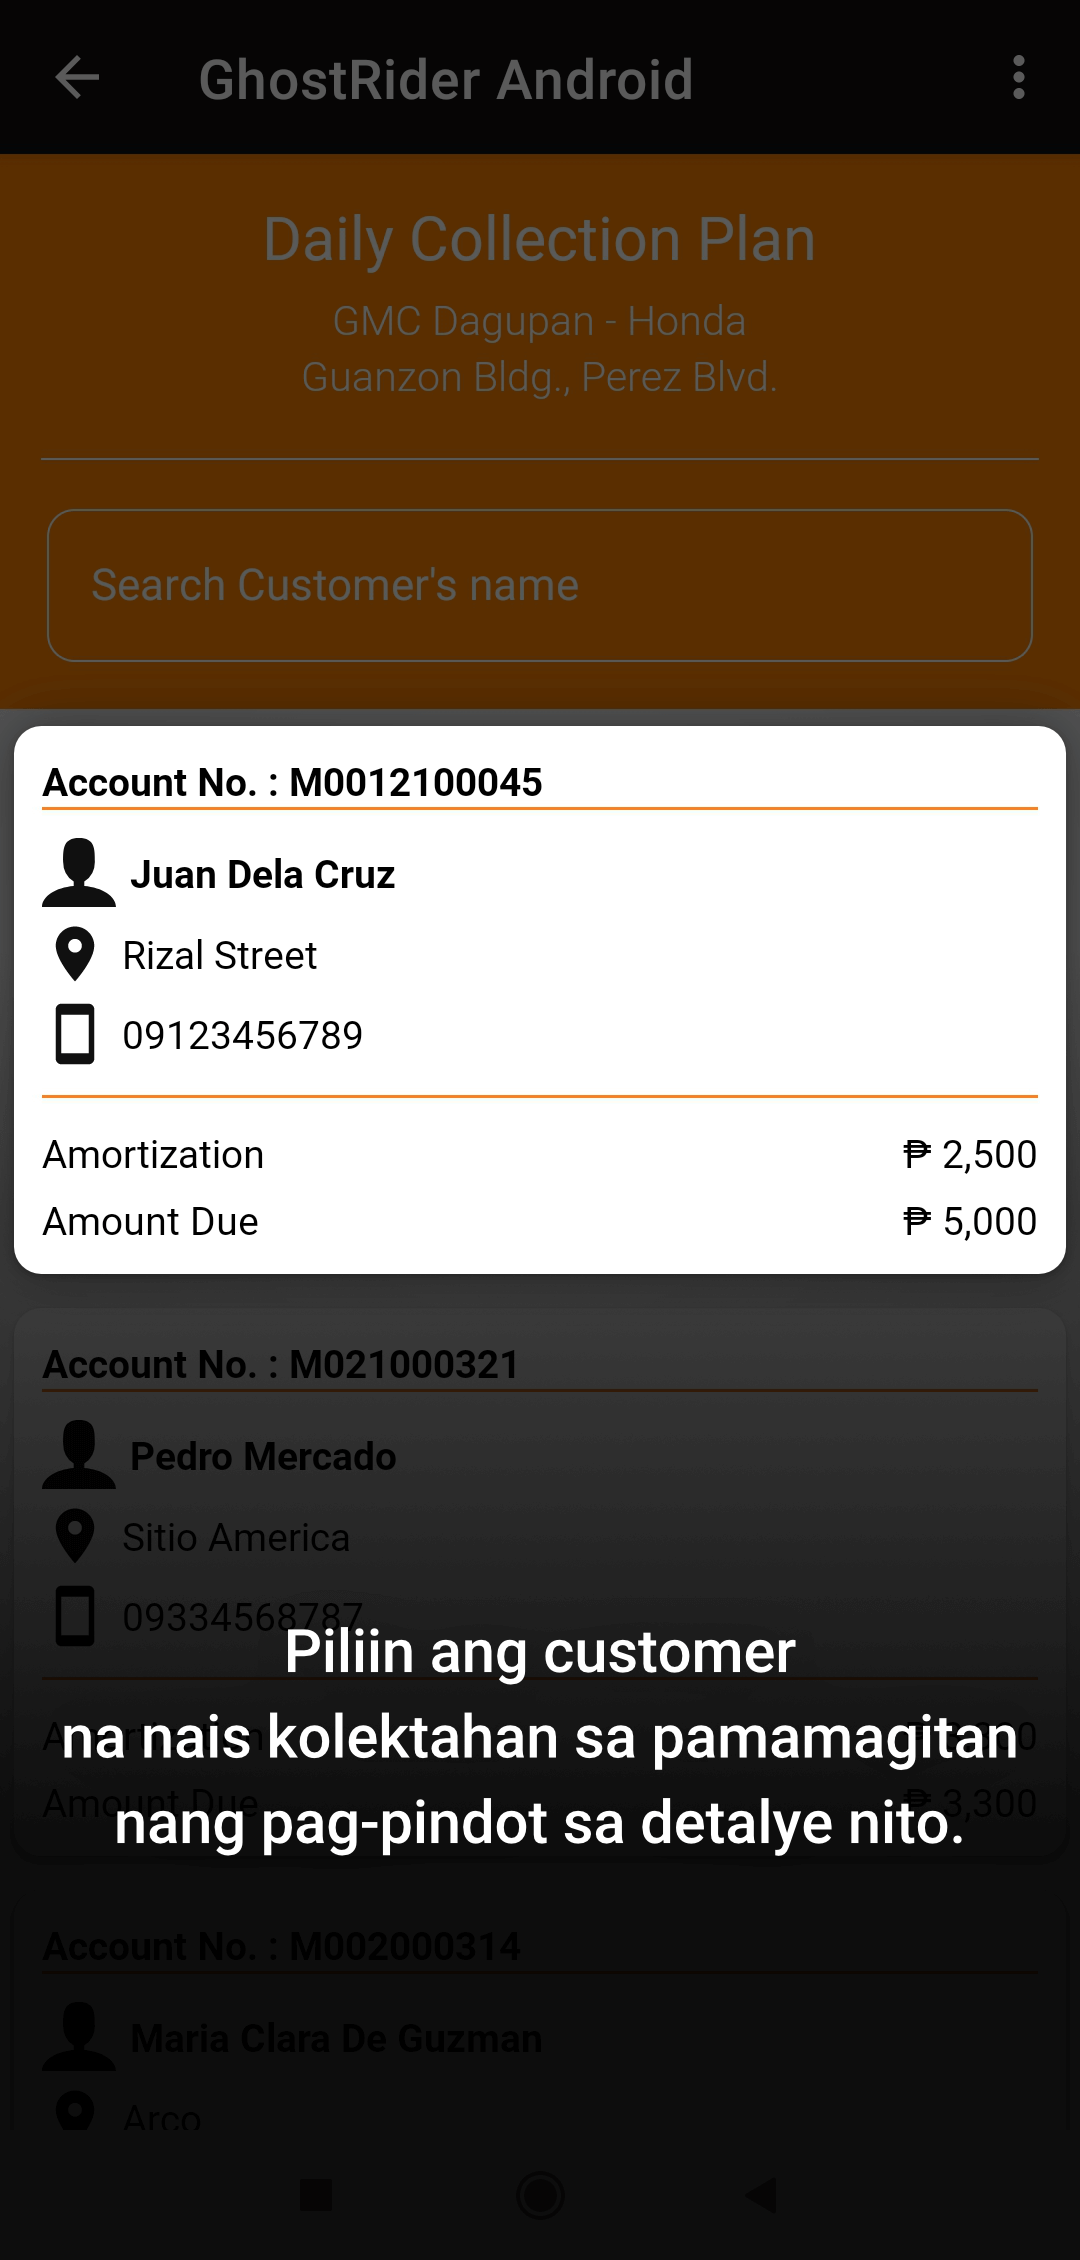 GhostRider Android
Daily Collection Plan
GMC Dagupan - Honda
Guanzon Bldg., Perez Blvd.
Search Customer's name
Account No. : M0012100045
Juan Dela Cruz
Rizal Street
09123456789
Amortization ₱ 2,500
Amount Due ₱ 5,000
Account No. : M021000321
Pedro Mercado
Sitio America
09334568787
Piliin ang customer
na nais kolektahan sa pamamagitan
nang pag-pindot sa detalye nito.
Amortization
Amount Due ₱ 3,300
Account No. : M002000314
Maria Clara De Guzman
Arco